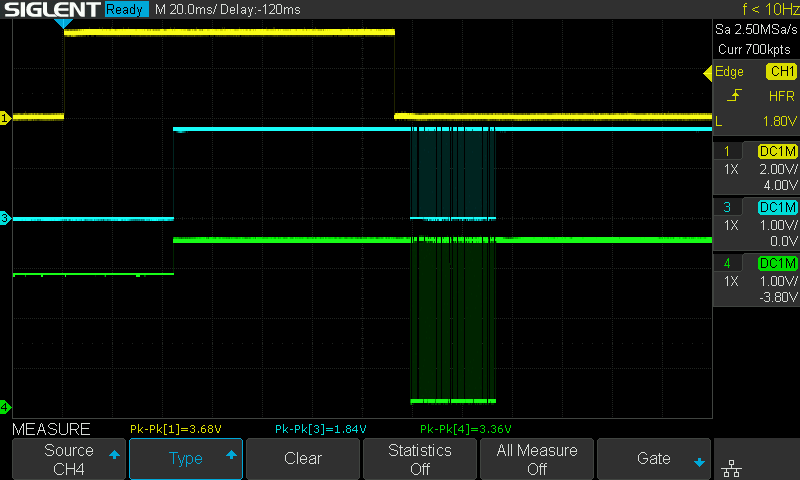 SIGLENT Ready M 20.0ms/ Delay:-120ms f < 10Hz
Sa 2.50MSa/s
Curr 700kpts
Edge CH1
HFR
L 1.80V
1 DC1M
1X 2.00V/
4.00V
3 DC1M
1X 1.00V/
0.0V
4 DC1M
1X 1.00V/
-3.80V
1
3
4
MEASURE Pk-Pk[1]=3.68V Pk-Pk[3]=1.84V Pk-Pk[4]=3.36V
Source
CH4
Type
Clear
Statistics
Off
All Measure
Off
Gate